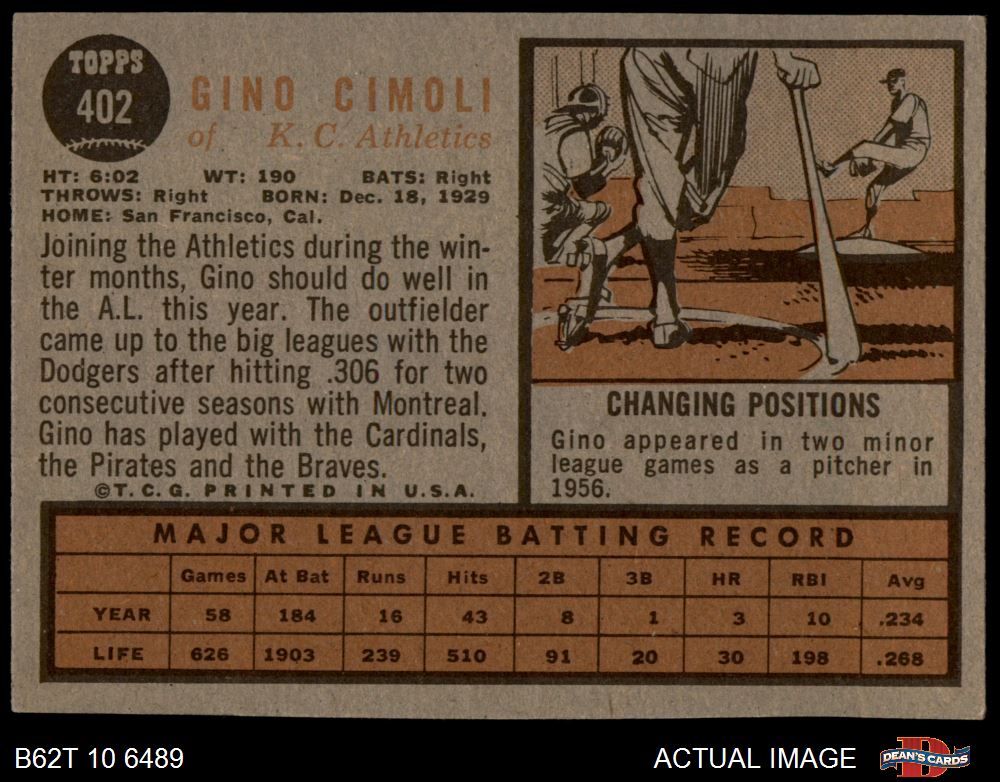 TOPPS
402
GINO CIMOLI
of K. C. Athletics
HT: 6:02 WT: 190 BATS: Right
THROWS: Right BORN: Dec. 18, 1929
HOME: San Francisco, Cal.
Joining the Athletics during the win-
ter months, Gino should do well in
the A.L. this year. The outfielder
came up to the big leagues with the
Dodgers after hitting .306 for two
consecutive seasons with Montreal.
Gino has played with the Cardinals,
the Pirates and the Braves.
©T.C.G. PRINTED IN U.S.A.
CHANGING POSITIONS
Gino appeared in two minor
league games as a pitcher in
1956.
MAJOR LEAGUE BATTING RECORD
Games At Bat Runs Hits 2B 3B HR RBI Avg
YEAR 58 184 16 43 8 1 3 10 .234
LIFE 626 1903 239 510 91 20 30 198 .268
B62T 10 6489
ACTUAL IMAGE
DEAN'S CARDS